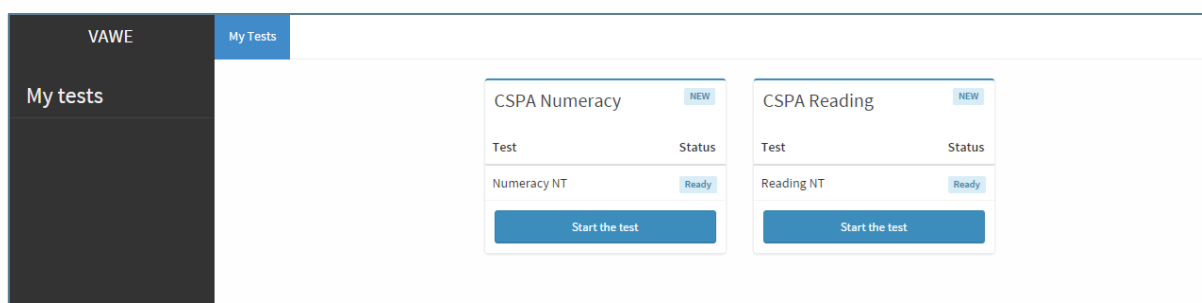 VAWE
My Tests
My tests
CSPA Numeracy NEW
Test Status
Numeracy NT Ready
Start the test
CSPA Reading NEW
Test Status
Reading NT Ready
Start the test